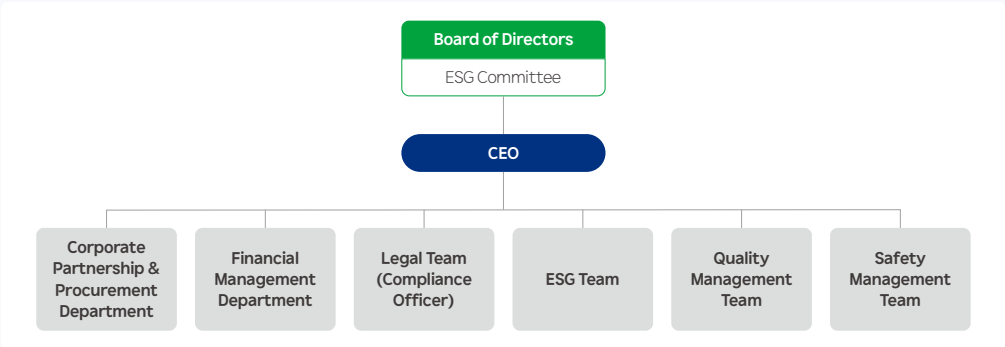 Board of Directors
ESG Committee
CEO
Corporate
Partnership &
Procurement
Department
Financial
Management
Department
Legal Team
(Compliance
Officer)
ESG Team
Quality
Management
Team
Safety
Management
Team